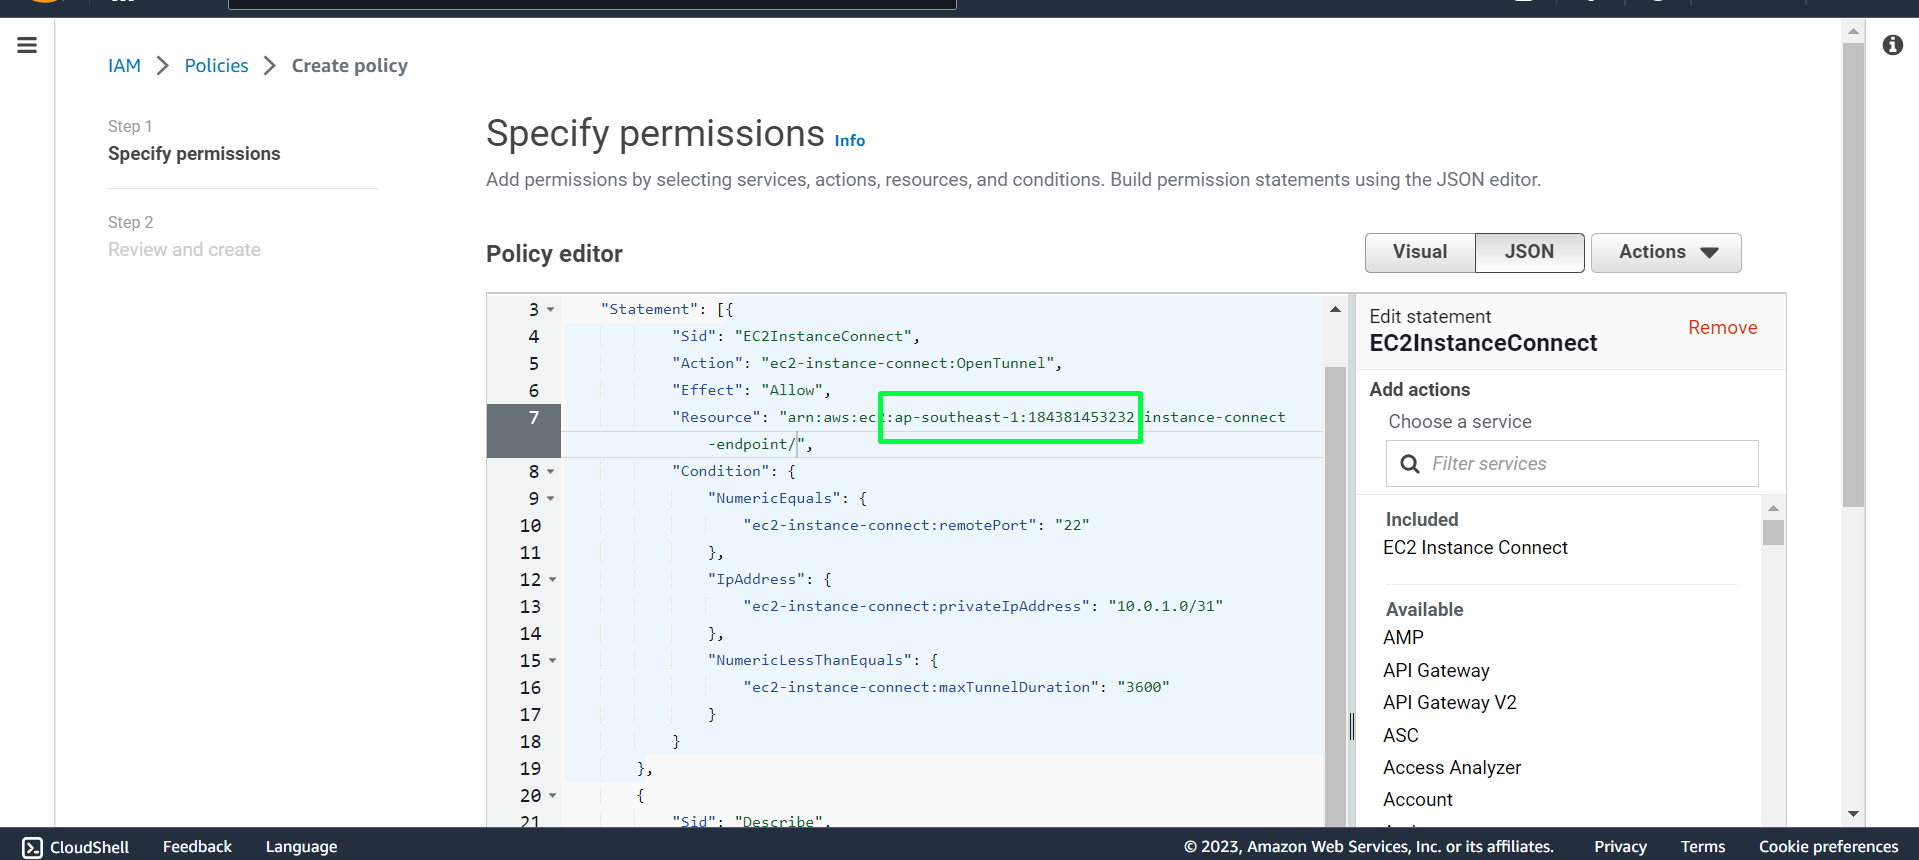 IAM > Policies > Create policy
Step 1
Specify permissions
Step 2
Review and create
Specify permissions Info
Add permissions by selecting services, actions, resources, and conditions. Build permission statements using the JSON editor.
Policy editor
Visual JSON Actions
3 "Statement": [{
4 "Sid": "EC2InstanceConnect",
5 "Action": "ec2-instance-connect:OpenTunnel",
6 "Effect": "Allow",
7 "Resource": "arn:aws:ec2:ap-southeast-1:184381453232:instance-connect
-endpoint/",
8 "Condition": {
9 "NumericEquals": {
10 "ec2-instance-connect:remotePort": "22"
11 },
12 "IpAddress": {
13 "ec2-instance-connect:privateIpAddress": "10.0.1.0/31"
14 },
15 "NumericLessThanEquals": {
16 "ec2-instance-connect:maxTunnelDuration": "3600"
17 }
18 }
19 },
20 {
21 "Sid": "Describe",
Edit statement
EC2InstanceConnect
Remove
Add actions
Choose a service
Filter services
Included
EC2 Instance Connect
Available
AMP
API Gateway
API Gateway V2
ASC
Access Analyzer
Account
CloudShell Feedback Language © 2023, Amazon Web Services, Inc. or its affiliates. Privacy Terms Cookie preferences